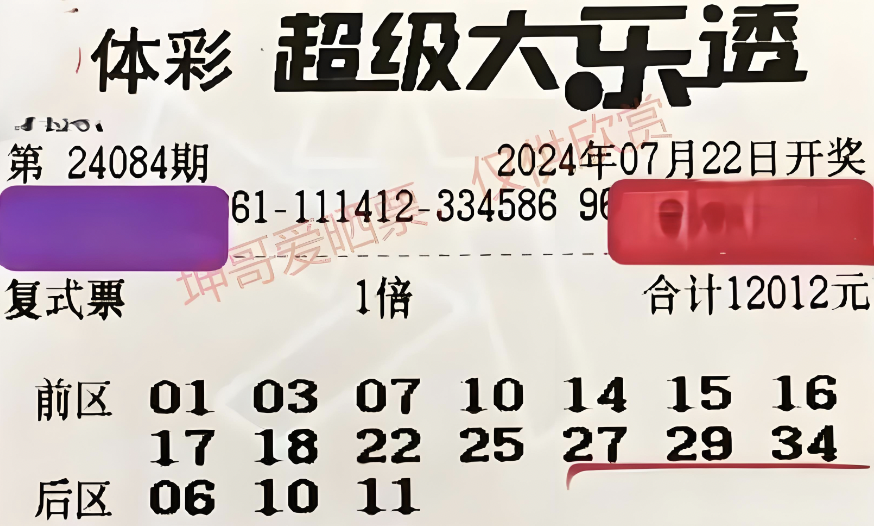 体彩 超级大乐透
第 24084期 2024年07月22日开奖
61-111412-334586 96
坤哥爱晒票 仅供欣赏
复式票 1倍 合计12012元
前区 01 03 07 10 14 15 16
17 18 22 25 27 29 34
后区 06 10 11